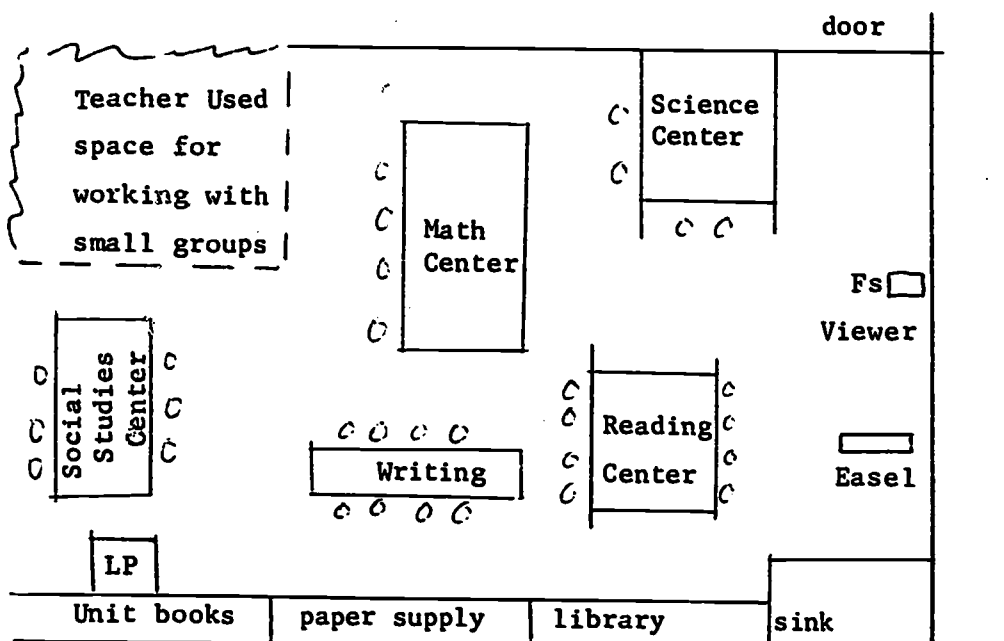 door
Teacher Used
space for
working with
small groups
Science
Center
Math
Center
Fs
Viewer
Social
Studies
Center
Reading
Center
Writing
Easel
LP
Unit books
paper supply
library
sink